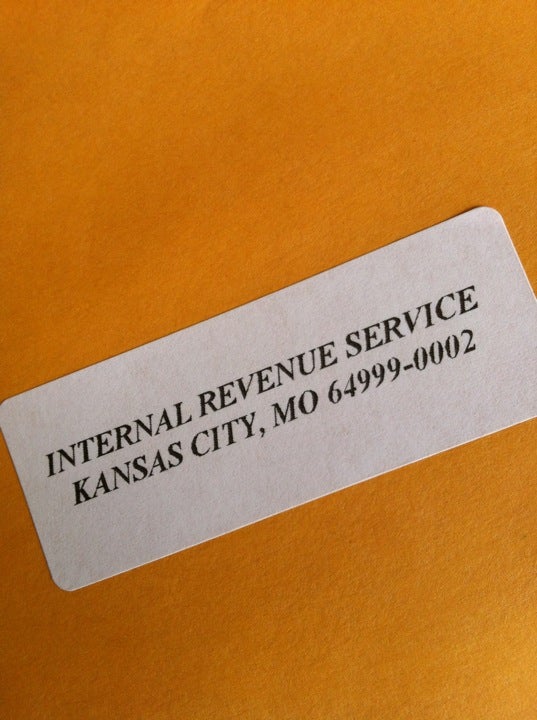 INTERNAL REVENUE SERVICE
KANSAS CITY, MO 64999-0002